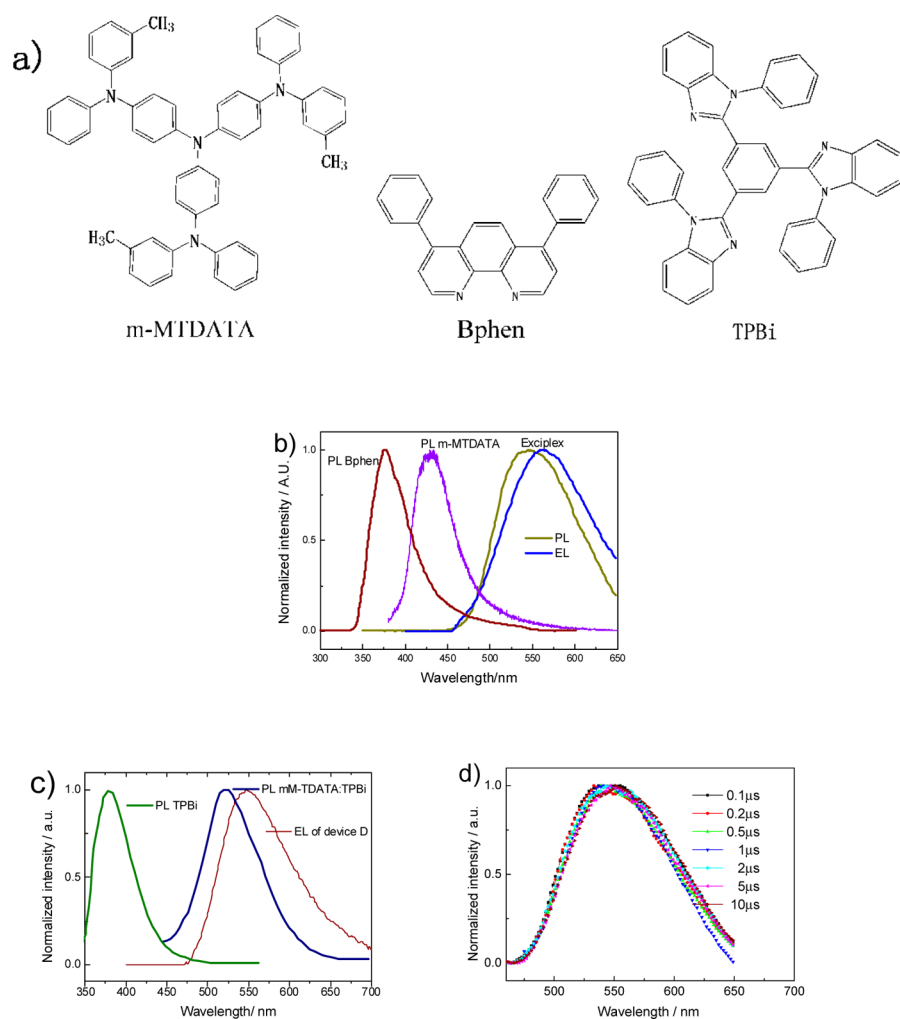 a)
CH3
N
N
N
CH3
H3C
N
m-MTDATA
N
N
Bphen
N
N
N
N
N
N
TPBi
b)
PL Bphen
PL m-MTDATA
Exciplex
PL
EL
Normalized intensity / A.U.
1.0
0.5
0.0
300 350 400 450 500 550 600 650
Wavelength/nm
c)
PL TPBi
PL mM-TDATA:TPBi
EL of device D
Normalized intensity / a.u.
1.0
0.5
0.0
350 400 450 500 550 600 650 700
Wavelength/ nm
d)
0.1μs
0.2μs
0.5μs
1μs
2μs
5μs
10μs
Normalized intensity / a.u.
1.0
0.5
0.0
500 550 600 650 700
Wavelength/ nm